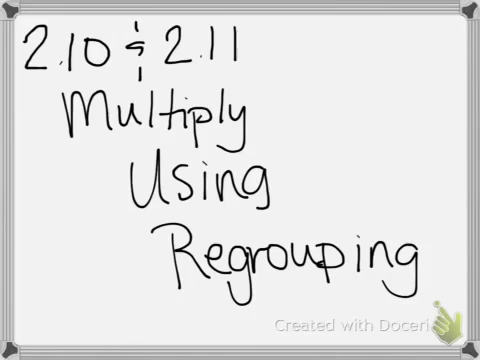 2.10 & 2.11
Multiply
Using
Regrouping
Created with Doceri